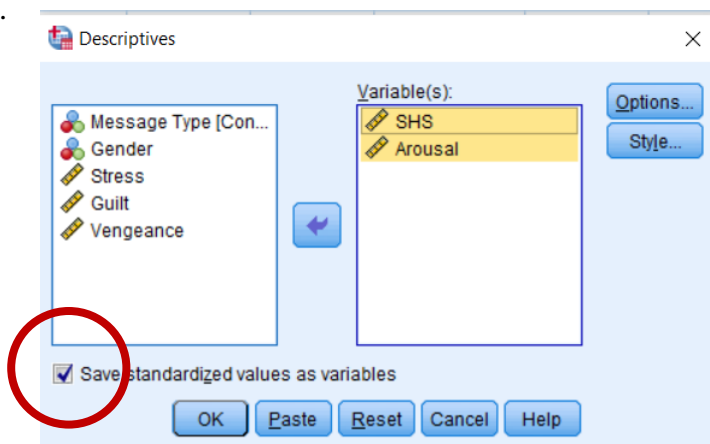 .
Descriptives
Variable(s):
Message Type [Con...
Gender
Stress
Guilt
Vengeance
SHS
Arousal
Options...
Style...
Save standardized values as variables
OK Paste Reset Cancel Help